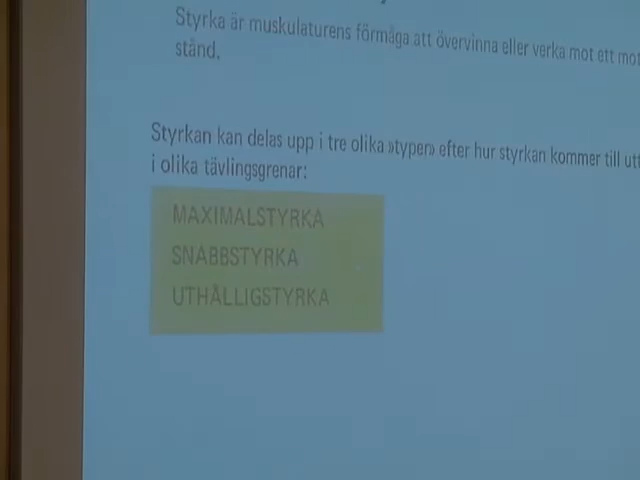 Styrka är muskulaturens förmåga att övervinna eller verka mot ett mot
stånd.
Styrkan kan delas upp i tre olika »typer» efter hur styrkan kommer till utt
i olika tävlingsgrenar:
MAXIMALSTYRKA
SNABBSTYRKA
UTHÅLLIGSTYRKA